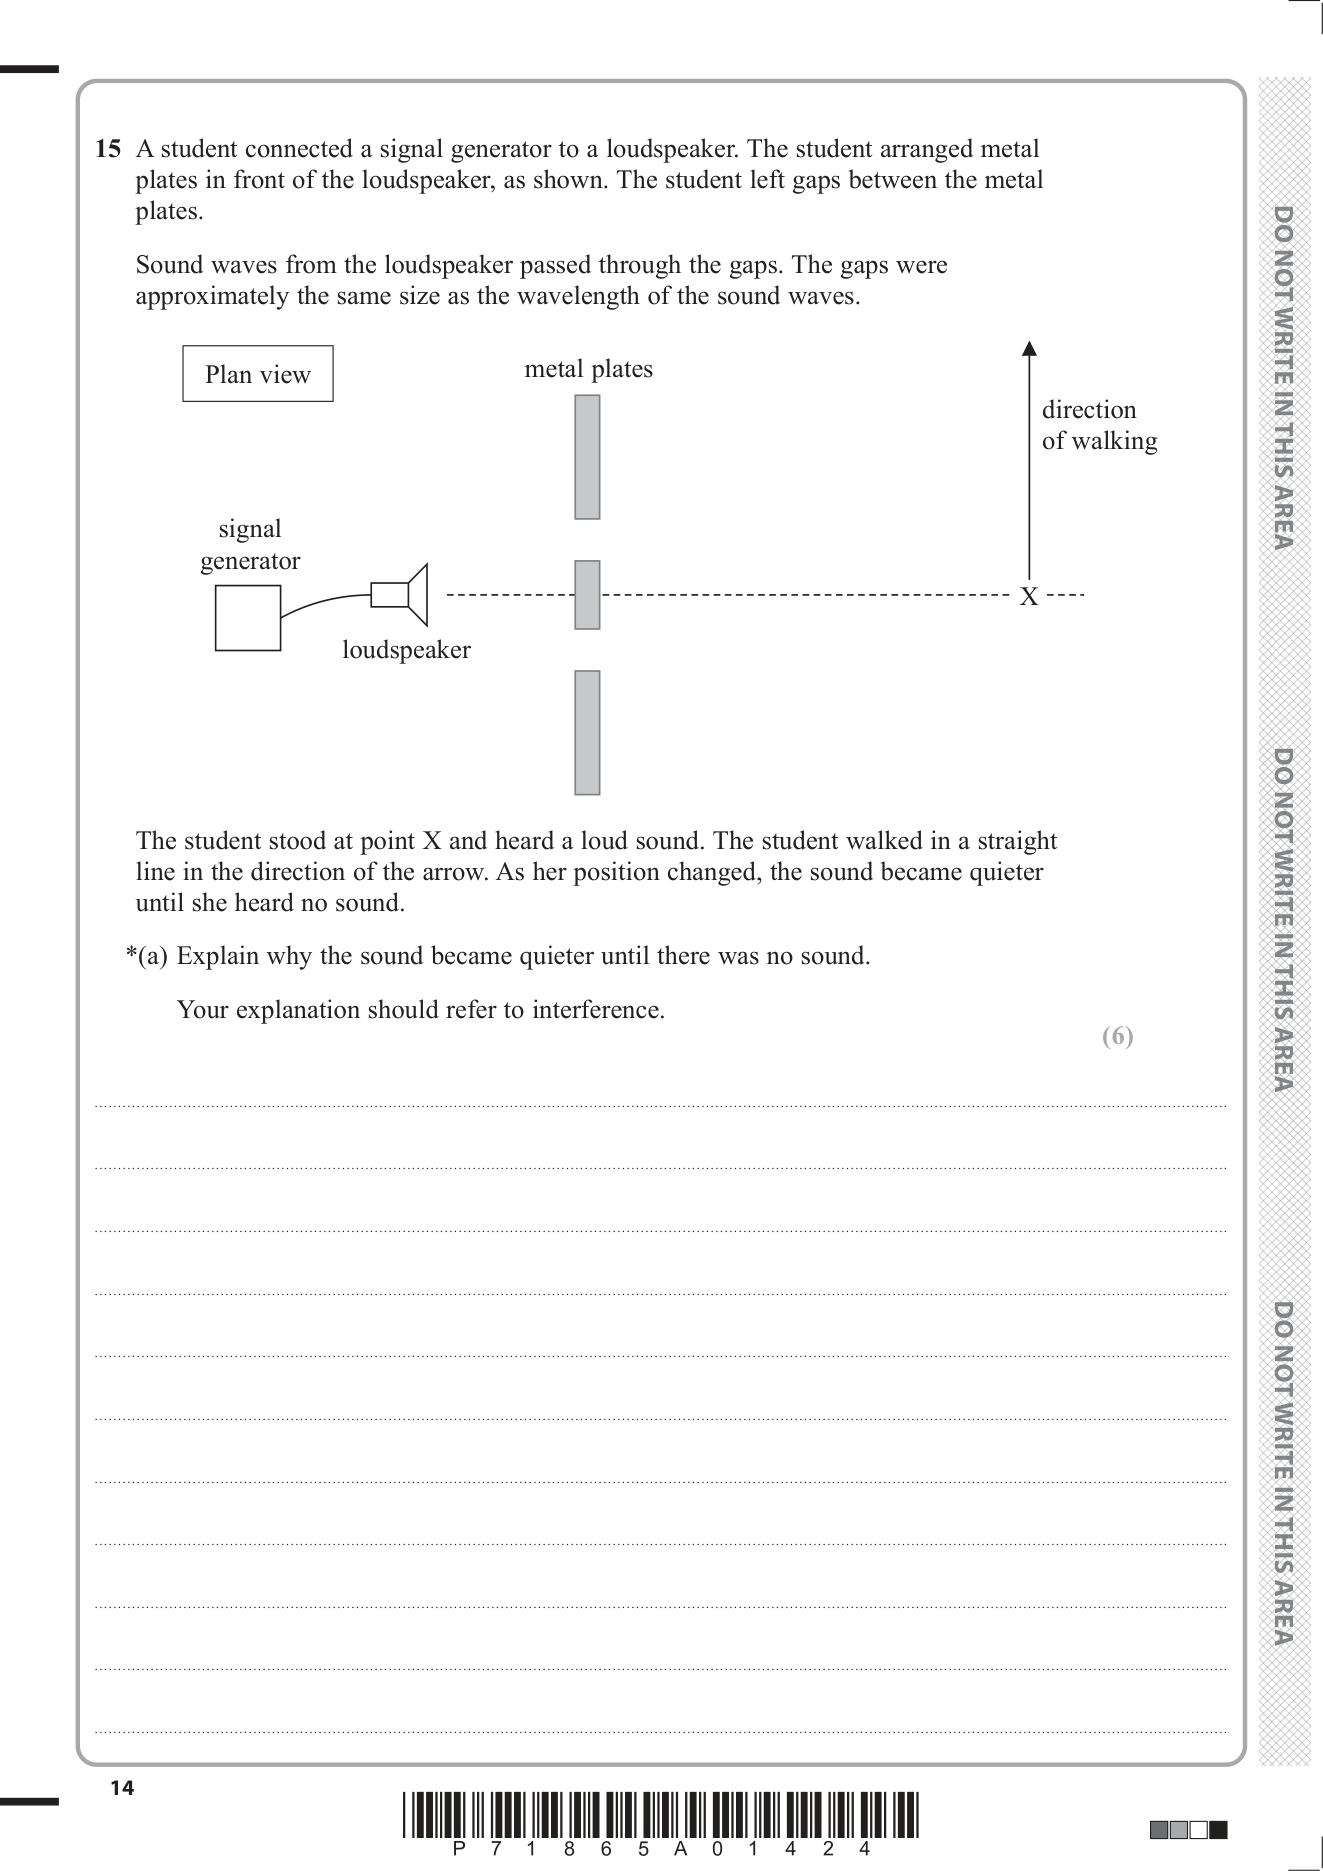 15 A student connected a signal generator to a loudspeaker. The student arranged metal
plates in front of the loudspeaker, as shown. The student left gaps between the metal
plates.
Sound waves from the loudspeaker passed through the gaps. The gaps were
approximately the same size as the wavelength of the sound waves.
Plan view
metal plates
direction
of walking
signal
generator
X
loudspeaker
The student stood at point X and heard a loud sound. The student walked in a straight
line in the direction of the arrow. As her position changed, the sound became quieter
until she heard no sound.
*(a) Explain why the sound became quieter until there was no sound.
Your explanation should refer to interference.
(6)
14
P 7 1 8 6 5 A 0 1 4 2 4
DO NOT WRITE IN THIS AREA
DO NOT WRITE IN THIS AREA
DO NOT WRITE IN THIS AREA